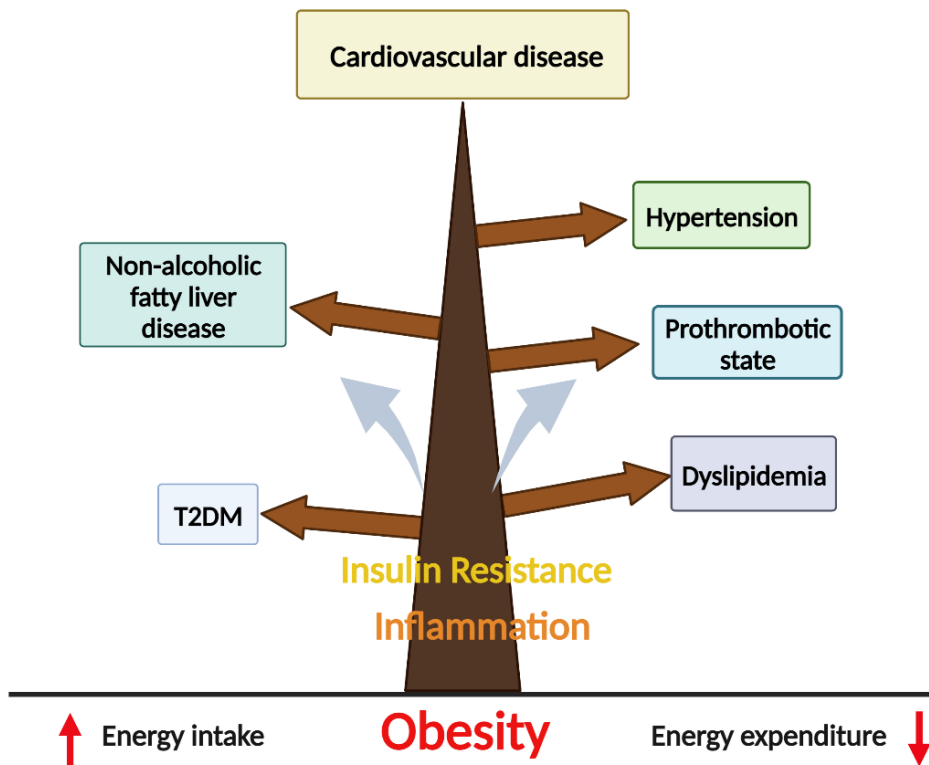 Cardiovascular disease
Hypertension
Non-alcoholic
fatty liver
disease
Prothrombotic
state
Dyslipidemia
T2DM
Insulin Resistance
Inflammation
Energy intake
Obesity
Energy expenditure